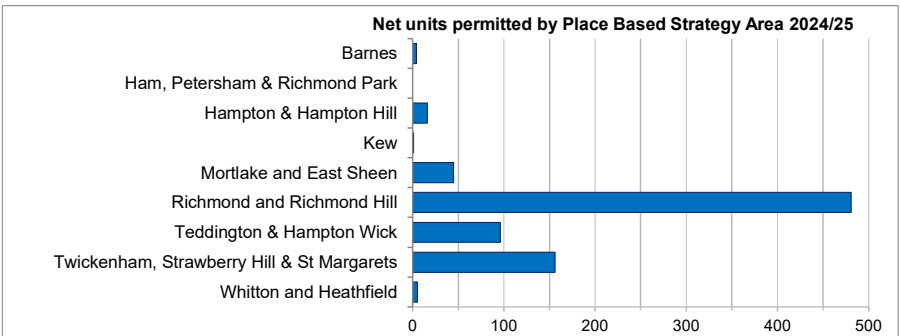 Net units permitted by Place Based Strategy Area 2024/25
Barnes
Ham, Petersham & Richmond Park
Hampton & Hampton Hill
Kew
Mortlake and East Sheen
Richmond and Richmond Hill
Teddington & Hampton Wick
Twickenham, Strawberry Hill & St Margarets
Whitton and Heathfield
0 100 200 300 400 500